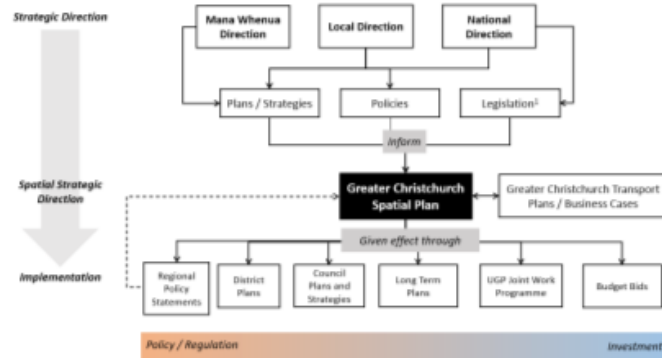 Strategic Direction
Mana Whenua
Direction
Local Direction
National
Direction
Plans / Strategies
Policies
Legislation1
Inform
Spatial Strategic
Direction
Greater Christchurch
Spatial Plan
Greater Christchurch Transport
Plans / Business Cases
Given effect through
Implementation
Regional
Policy
Statements
District
Plans
Council
Plans and
Strategies
Long Term
Plans
UGP Joint Work
Programme
Budget Bids
Policy / Regulation
Investment